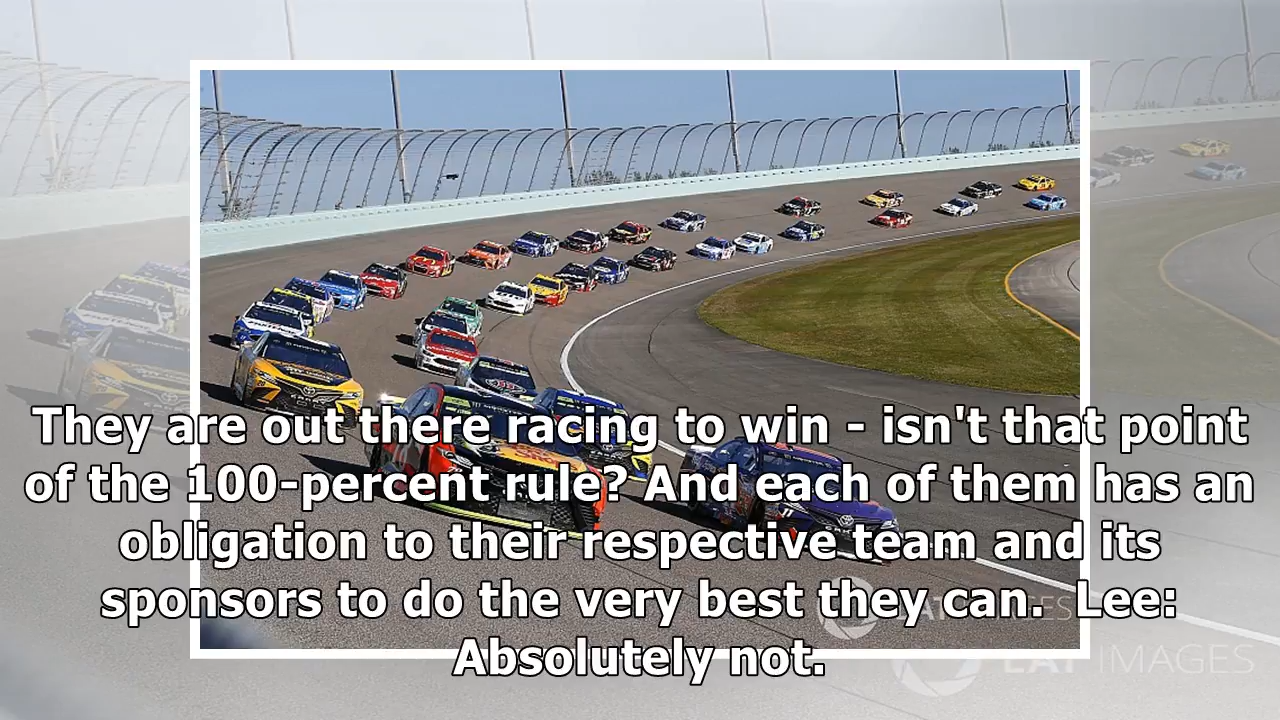 They are out there racing to win - isn't that point
of the 100-percent rule? And each of them has an
obligation to their respective team and its
sponsors to do the very best they can.  Lee:
Absolutely not.
IMAGES